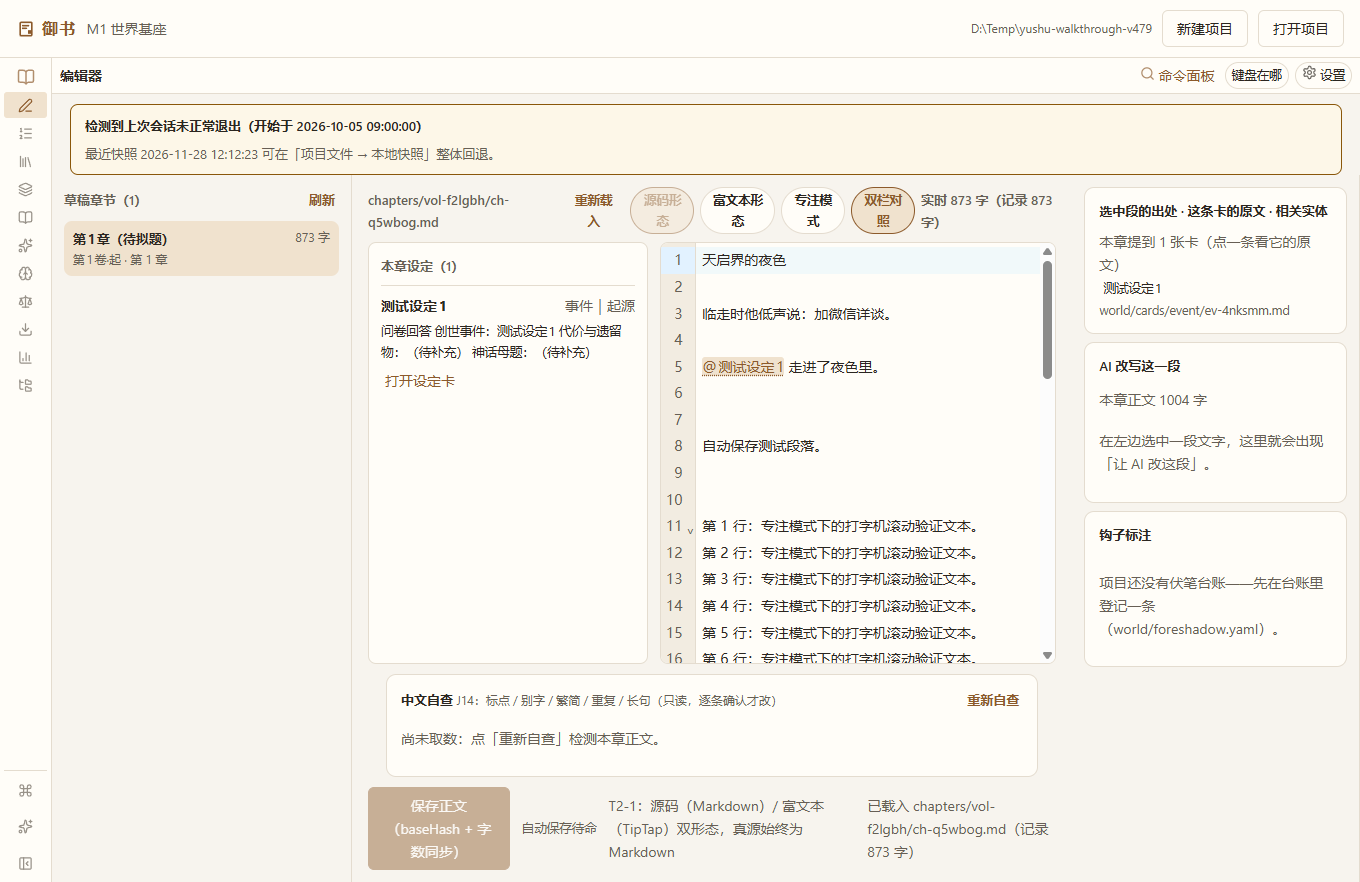 御书 M1 世界基座
D:\Temp\yushu-walkthrough-v479 新建项目 打开项目
编辑器
命令面板 键盘在哪 设置
检测到上次会话未正常退出（开始于 2026-10-05 09:00:00）
最近快照 2026-11-28 12:12:23 可在「项目文件 → 本地快照」整体回退。
草稿章节（1） 刷新
第 1 章（待拟题） 873 字
第 1 卷·起 · 第 1 章
chapters/vol-f2lgbh/ch-
q5wbog.md
重新载
入
源码形
态
富文本形
态
专注模
式
双栏对
照
实时 873 字（记录 873
字）
本章设定（1）
测试设定 1 事件｜起源
问卷回答 创世事件：测试设定 1 代价与遗留
物：（待补充） 神话母题：（待补充）
打开设定卡
1 天启界的夜色
2
3 临走时他低声说：加微信详谈。
4
5 @测试设定 1 走进了夜色里。
6
7
8 自动保存测试段落。
9
10
11 第 1 行：专注模式下的打字机滚动验证文本。
12 第 2 行：专注模式下的打字机滚动验证文本。
13 第 3 行：专注模式下的打字机滚动验证文本。
14 第 4 行：专注模式下的打字机滚动验证文本。
15 第 5 行：专注模式下的打字机滚动验证文本。
16 第 6 行：专注模式下的打字机滚动验证文本。
选中段的出处 · 这条卡的原文 · 相关实体
本章提到 1 张卡（点一条看它的原
文）
测试设定 1
world/cards/event/ev-4nksmm.md
AI 改写这一段
本章正文 1004 字
在左边选中一段文字，这里就会出现
「让 AI 改这段」。
钩子标注
项目还没有伏笔台账——先在台账里
登记一条
（world/foreshadow.yaml）。
中文自查 J14：标点 / 别字 / 繁简 / 重复 / 长句（只读，逐条确认才改） 重新自查
尚未取数：点「重新自查」检测本章正文。
保存正文
（baseHash + 字
数同步）
自动保存待命
T2-1：源码（Markdown）/ 富文本
（TipTap）双形态，真源始终为
Markdown
已载入 chapters/vol-
f2lgbh/ch-q5wbog.md（记录
873 字）